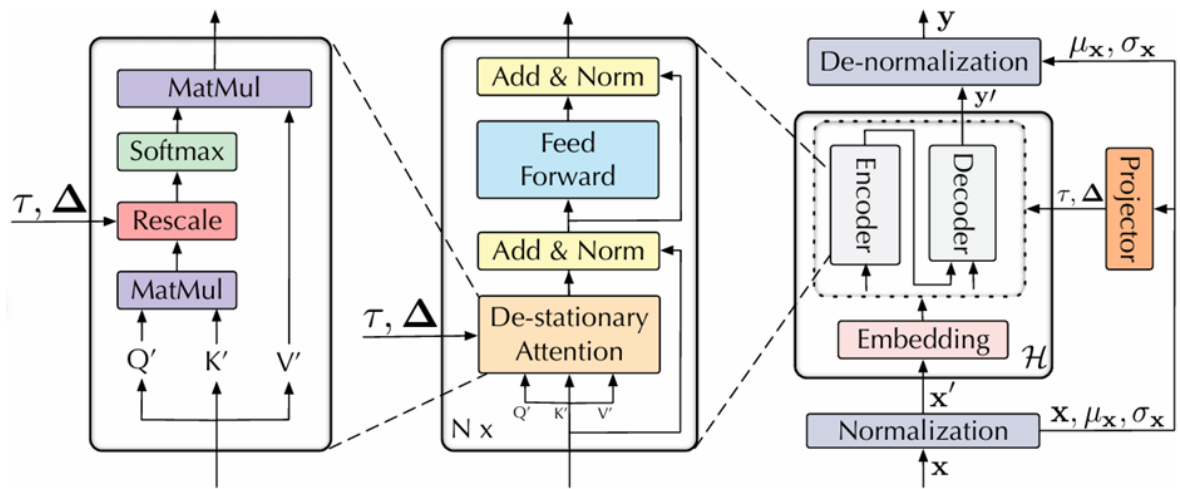 MatMul
Softmax
τ, Δ
Rescale
MatMul
Q′ K′ V′
Add & Norm
Feed
Forward
Add & Norm
τ, Δ
De-stationary
Attention
Q′ K′ V′
N x
y
De-normalization
μₓ, σₓ
y′
Encoder
Decoder
τ, Δ
Projector
Embedding
ℋ
x′
Normalization
x, μₓ, σₓ
x